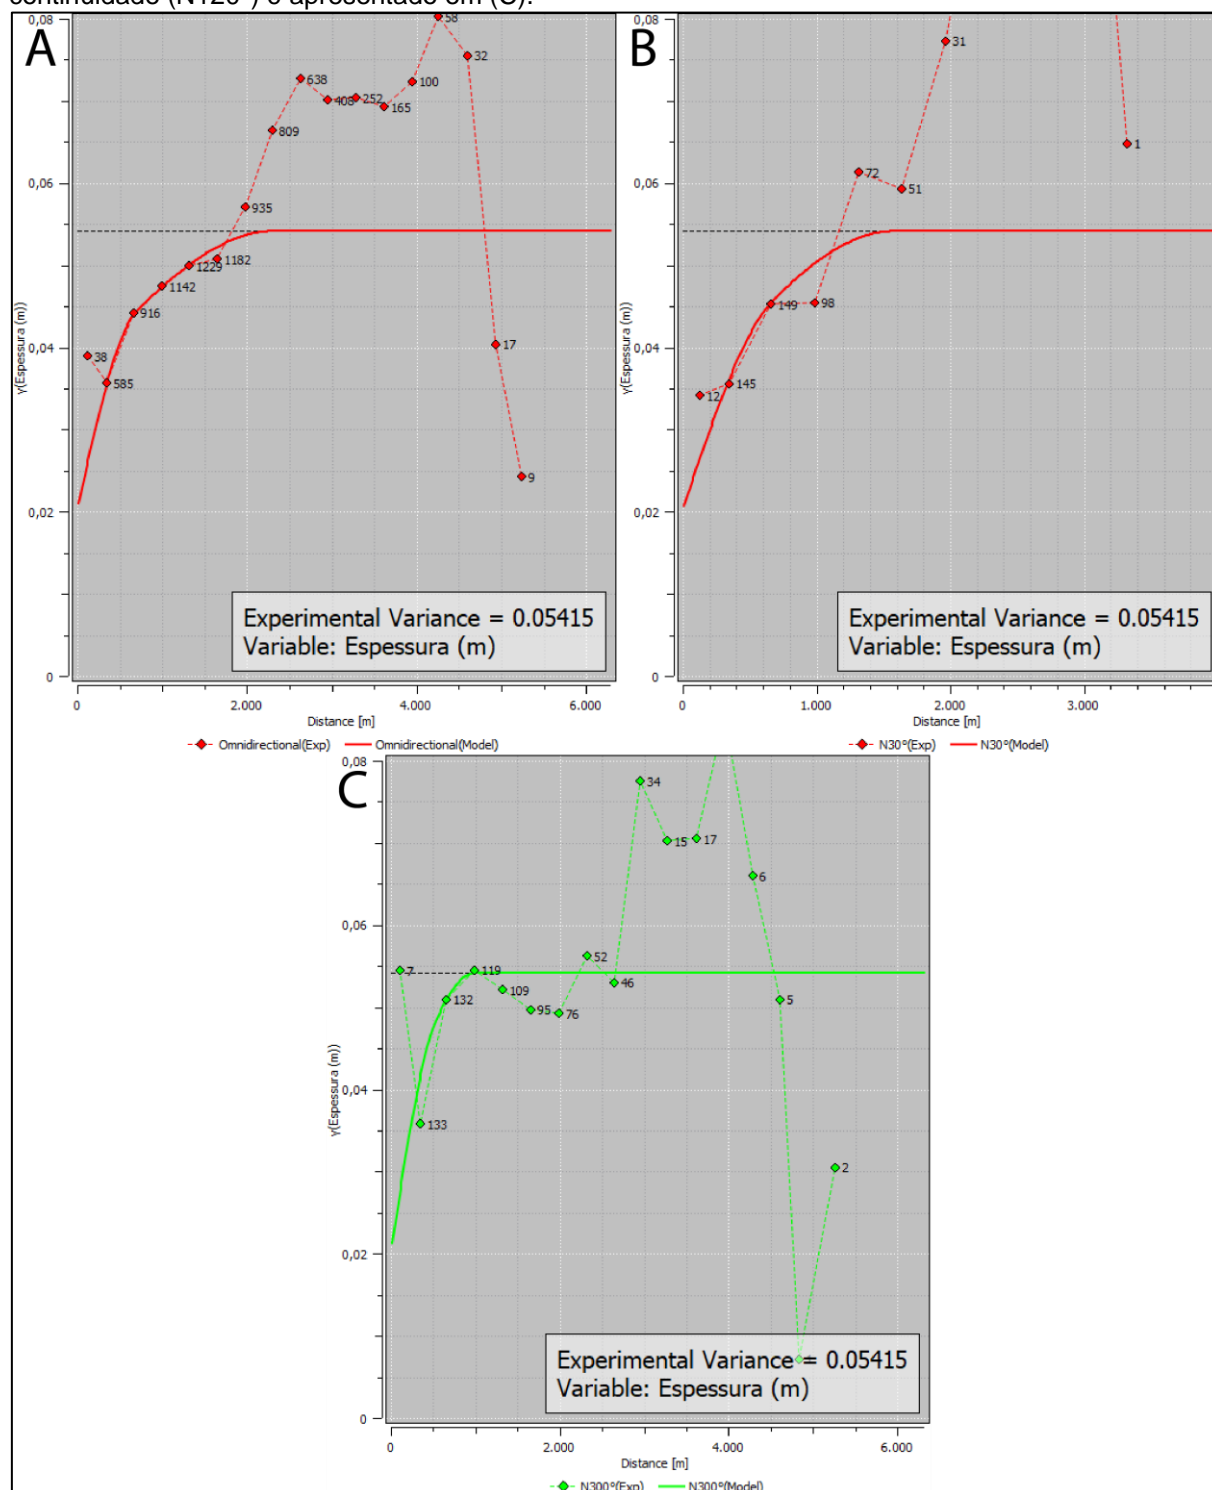 continuidade (N120°) é apresentado em (C).
A
0,08
0,06
0,04
0,02
0
γ(Espessura (m))
38
585
916
1142
1229
1182
935
809
638
408
252
165
100
58
32
17
9
Experimental Variance = 0.05415
Variable: Espessura (m)
0 2.000 4.000 6.000
Distance [m]
Omnidirectional(Exp) Omnidirectional(Model)
B
0,08
0,06
0,04
0,02
0
γ(Espessura (m))
12
145
149
98
72
51
31
1
Experimental Variance = 0.05415
Variable: Espessura (m)
0 1.000 2.000 3.000
Distance [m]
N30°(Exp) N30°(Model)
C
0,08
0,06
0,04
0,02
0
γ(Espessura (m))
7
133
132
119
109
95
76
52
46
34
15
17
6
5
2
Experimental Variance = 0.05415
Variable: Espessura (m)
0 2.000 4.000 6.000
Distance [m]
N300°(Exp) N300°(Model)